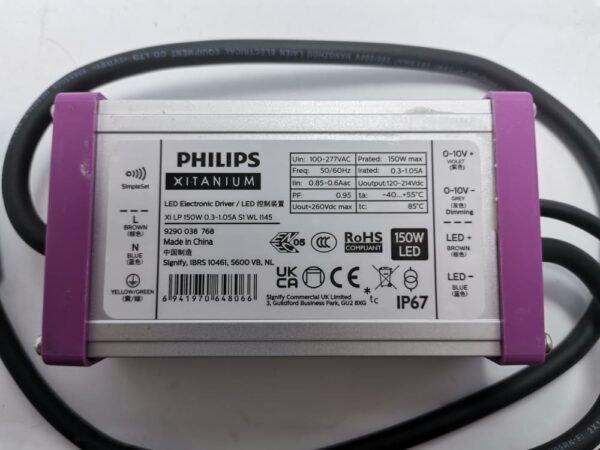 SimpleSet
L
BROWN
(棕色)
N
BLUE
(蓝色)
YELLOW/GREEN
(黄/绿)
PHILIPS
XITANIUM
LED Electronic Driver / LED 控制装置
XI LP 150W 0.3-1.05A S1 WL I145
9290 038 768
Made in China
中国制造
Signify, IBRS 10461, 5600 VB, NL
6 941970 648066
Uin: 100-277VAC
Prated: 150W max
Freq: 50/60Hz
Irated: 0.3-1.05A
Iin: 0.85-0.6Aac
Uoutput:120-214Vdc
PF: 0.95
ta: -40...+55°C
Uout-260Vdc max
tc: 85°C
05
CCC
RoHS
COMPLIANT
150W
LED
UK
CA
CE
*
tc
IP67
Signify Commercial UK Limited
3, Guildford Business Park, GU2 8XG
0-10V +
VIOLET
(紫色)
0-10V -
GREY
(灰色)
Dimming
LED +
BROWN
(棕色)
LED -
BLUE
(蓝色)